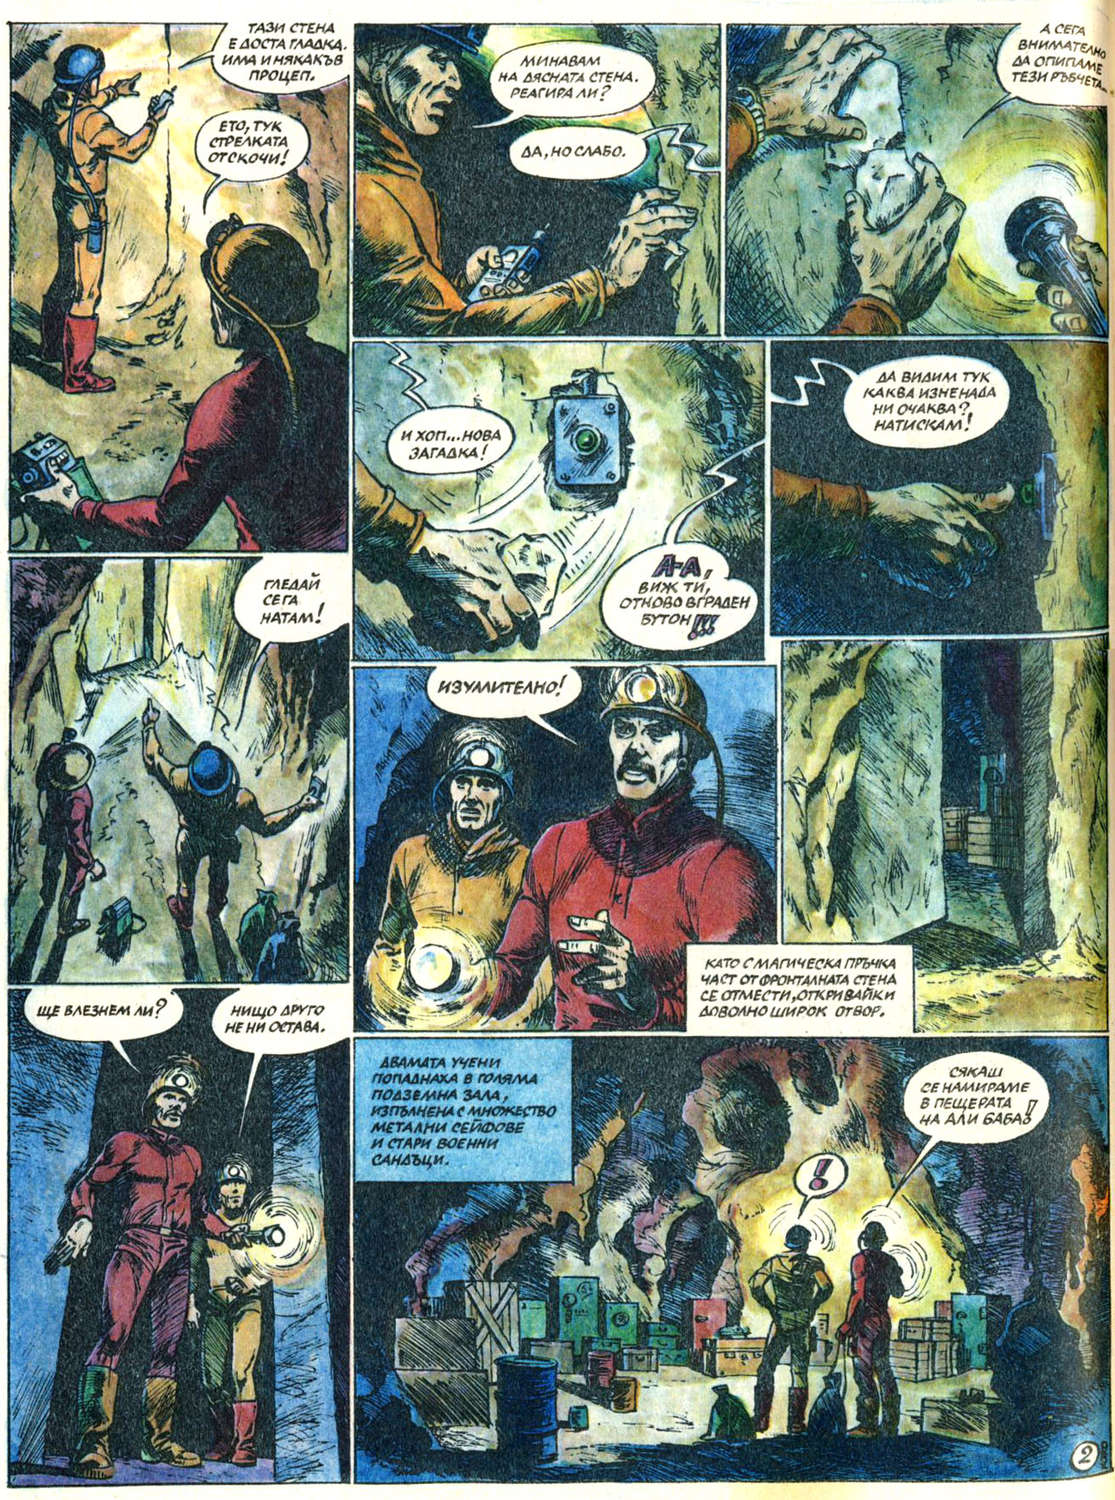 ТАЗИ СТЕНА
Е ДОСТА ГЛАДКА.
ИМА И НЯКАКЪВ
ПРОЦЕП.
ЕТО, ТУК
СТРЕЛКАТА
ОТСКОЧИ!
МИНАВАМ
НА ДЯСНАТА СТЕНА.
РЕАГИРА ЛИ?
ДА, НО СЛАБО.
А СЕГА
ВНИМАТЕЛНО
ДА ОПИПАМЕ
ТЕЗИ РЪБЧЕТА...
И ХОП... НОВА
ЗАГАДКА!
А-А,
ВИЖ ТИ,
ОТНОВО ВГРАДЕН
БУТОН!!!
ДА ВИДИМ ТУК
КАКВА ИЗНЕНАДА
НИ ОЧАКВА?
НАТИСКАМ!
ГЛЕДАЙ
СЕГА
НАТАМ!
ИЗУМИТЕЛНО!
КАТО С МАГИЧЕСКА ПРЪЧКА
ЧАСТ ОТ ФРОНТАЛНАТА СТЕНА
СЕ ОТМЕСТИ, ОТКРИВАЙКИ
ДОВОЛНО ШИРОК ОТВОР.
ЩЕ ВЛЕЗНЕМ ЛИ?
НИЩО ДРУГО
НЕ НИ ОСТАВА.
ДВАМАТА УЧЕНИ
ПОПАДНАХА В ГОЛЯМА
ПОДЗЕМНА ЗАЛА,
ИЗПЪЛНЕНА С МНОЖЕСТВО
МЕТАЛНИ СЕЙФОВЕ
И СТАРИ ВОЕННИ
САНДЪЦИ.
!
СЯКАШ
СЕ НАМИРАМЕ
В ПЕЩЕРАТА
НА АЛИ БАБА!
2